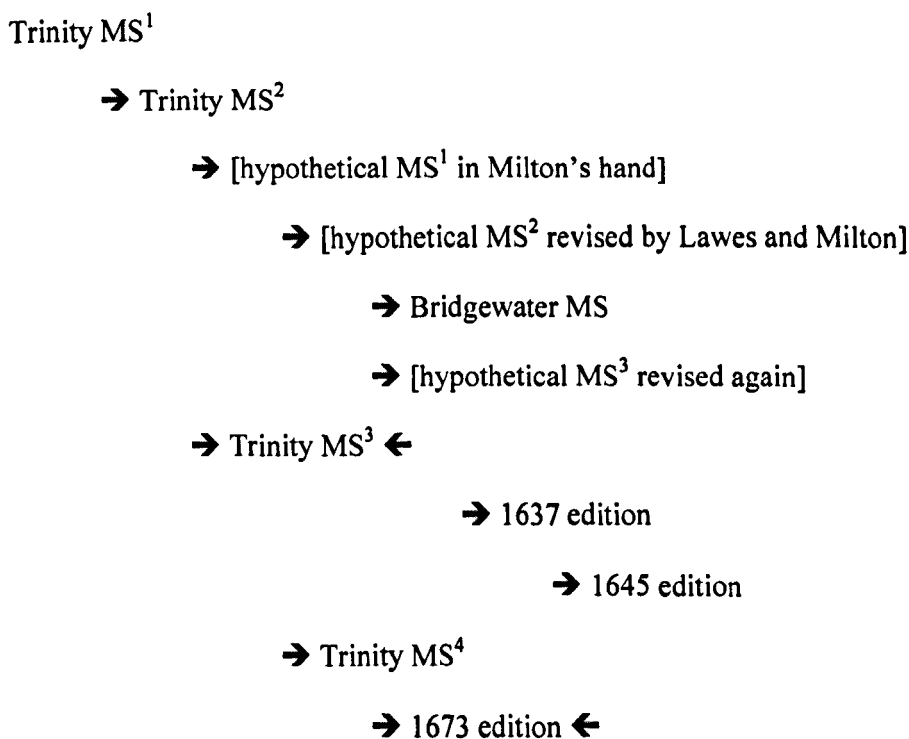 Trinity MS¹
➔ Trinity MS²
➔ [hypothetical MS¹ in Milton's hand]
➔ [hypothetical MS² revised by Lawes and Milton]
➔ Bridgewater MS
➔ [hypothetical MS³ revised again]
➔ Trinity MS³ ←
➔ 1637 edition
➔ 1645 edition
➔ Trinity MS⁴
➔ 1673 edition ←